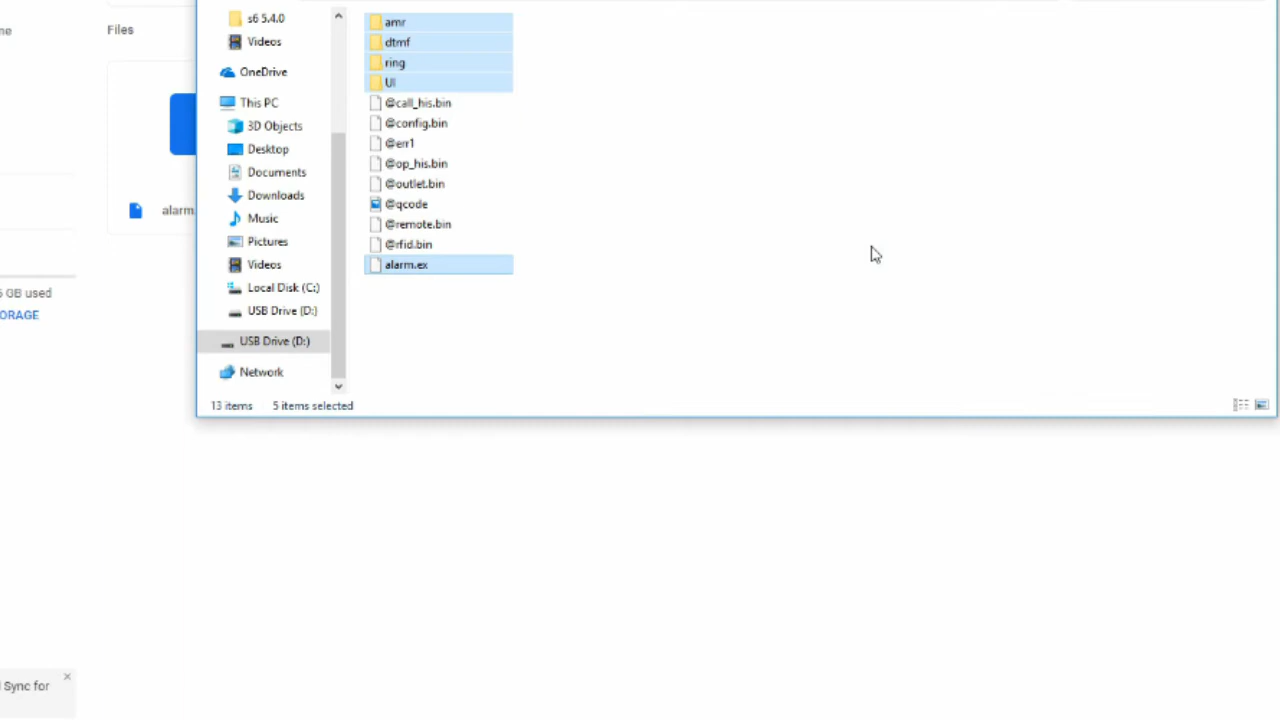 me
Files
alarm.
GB used
ORAGE
Sync for
s6 5.4.0
Videos
OneDrive
This PC
3D Objects
Desktop
Documents
Downloads
Music
Pictures
Videos
Local Disk (C:)
USB Drive (D:)
USB Drive (D:)
Network
amr
dtmf
ring
UI
@call_his.bin
@config.bin
@err1
@op_his.bin
@outlet.bin
@qcode
@remote.bin
@rfid.bin
alarm.ex
13 items 5 items selected